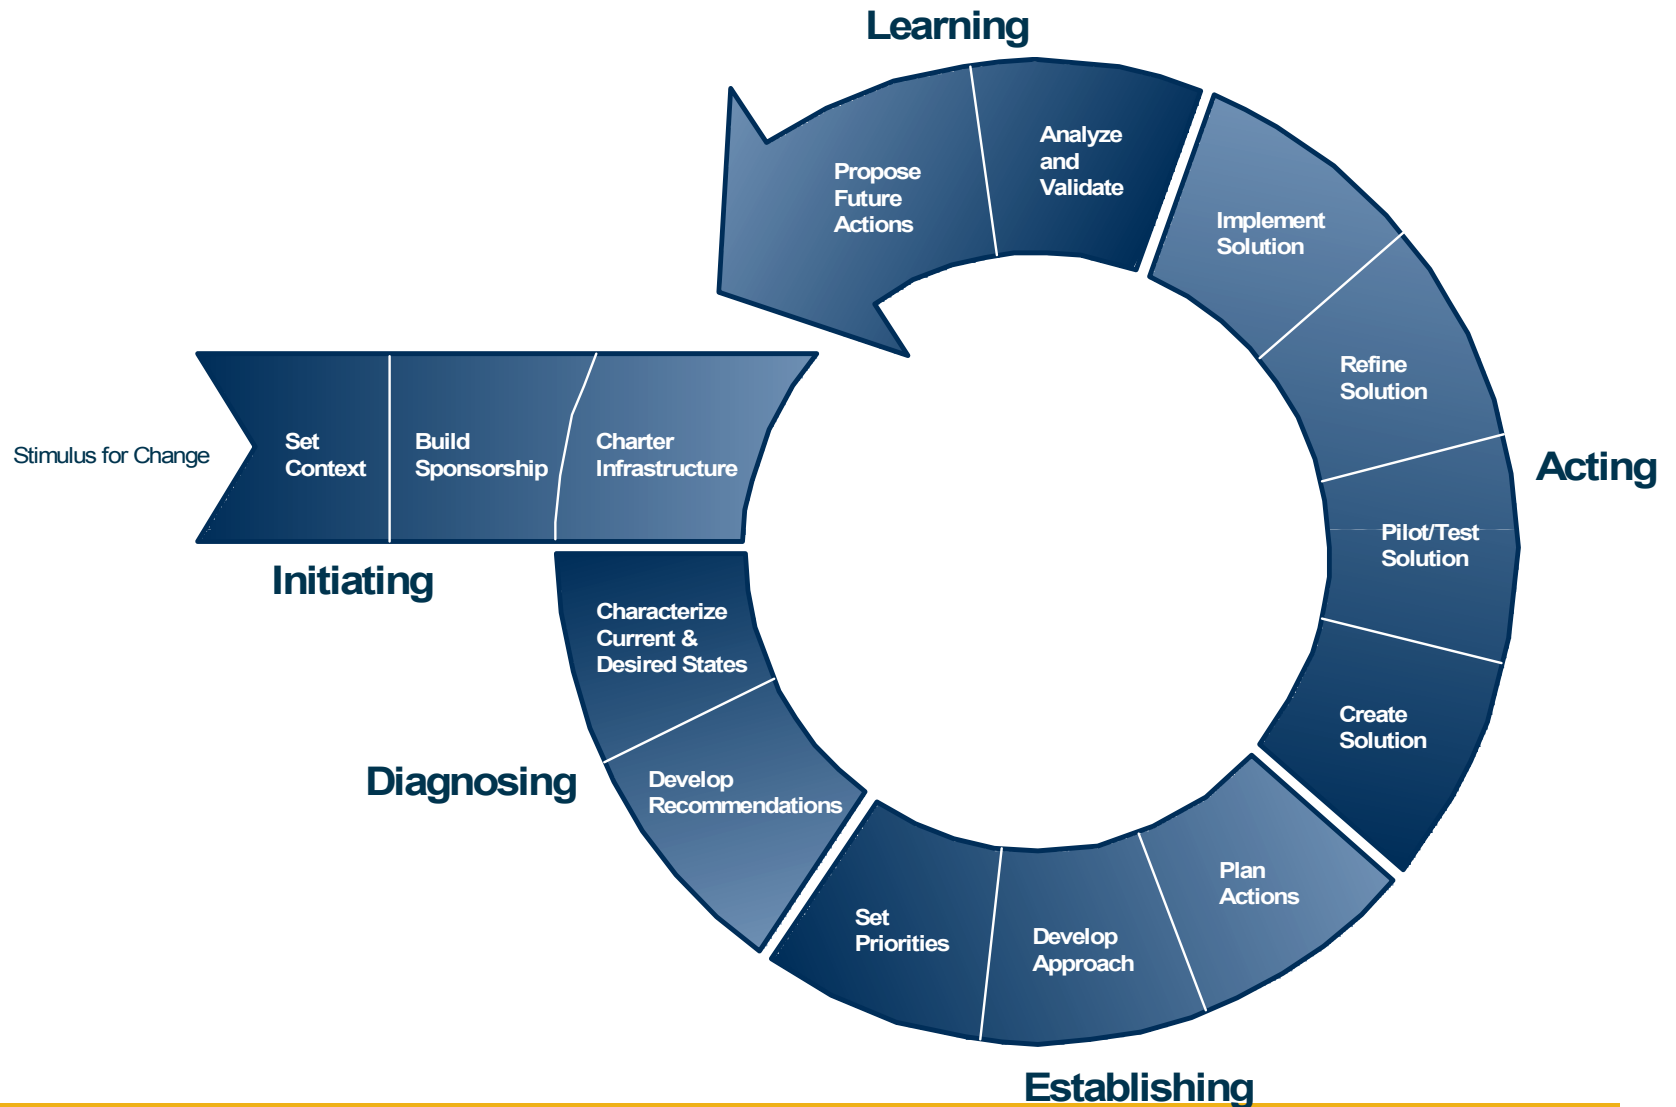 Learning
Analyze
and
Validate
Propose
Future
Actions
Implement
Solution
Refine
Solution
Acting
Pilot/Test
Solution
Create
Solution
Stimulus for Change
Set
Context
Build
Sponsorship
Charter
Infrastructure
Initiating
Characterize
Current &
Desired States
Diagnosing
Develop
Recommendations
Set
Priorities
Develop
Approach
Plan
Actions
Establishing